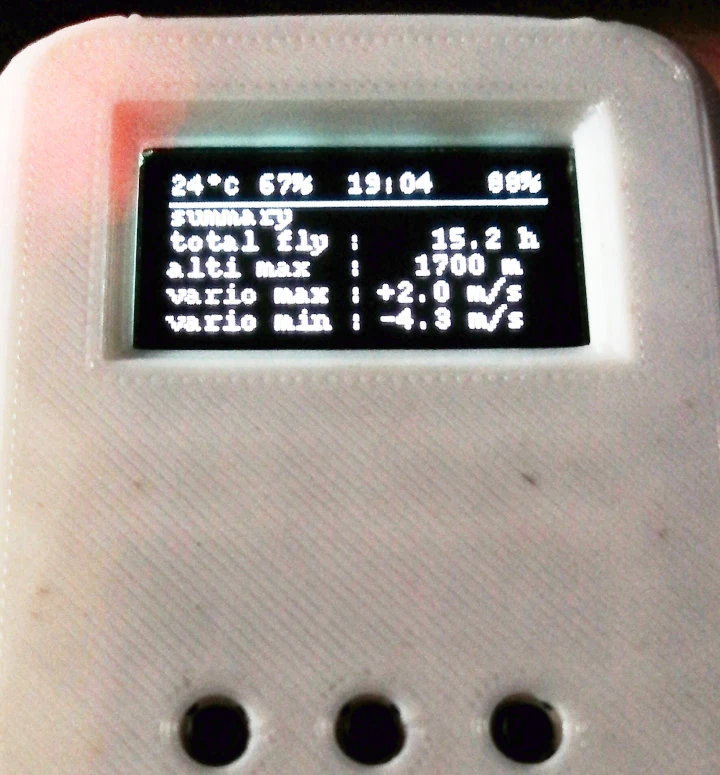 24°C 67% 19:04 88%
summary
total fly : 15.2 h
alti max : 1700 m
vario max : +2.0 m/s
vario min : -4.3 m/s